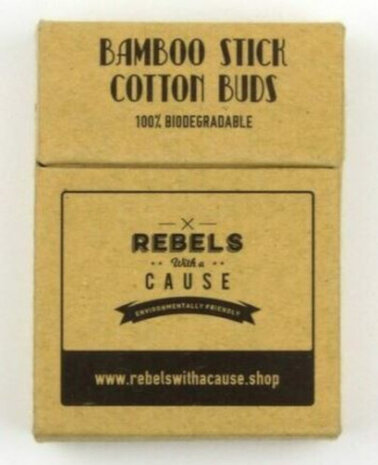 BAMBOO STICK
COTTON BUDS
100% BIODEGRADABLE
REBELS
With a
CAUSE
ENVIRONMENTALLY FRIENDLY
www.rebelswithacause.shop